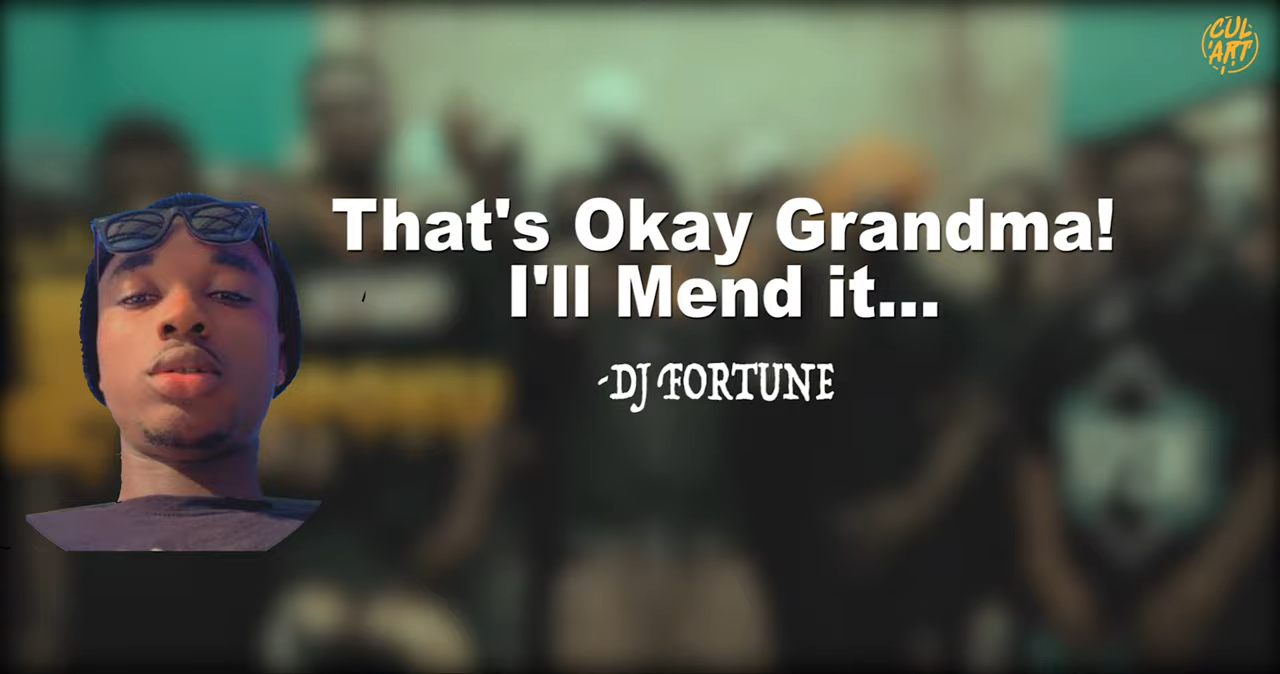 CUL
'ART
That's Okay Grandma!
I'll Mend it...
-DJ FORTUNE